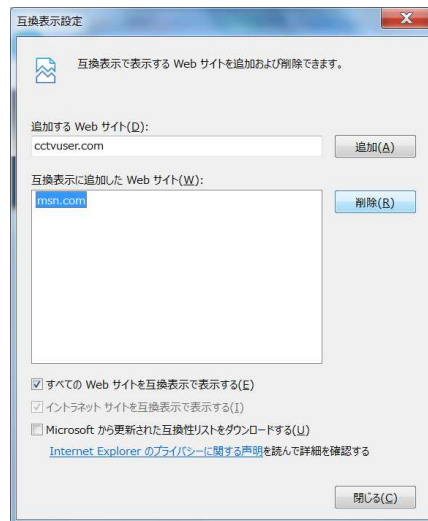 互換表示設定
互換表示で表示する Web サイトを追加および削除できます。
追加する Web サイト(D):
cctvuser.com
追加(A)
互換表示に追加した Web サイト(W):
msn.com
削除(R)
すべての Web サイトを互換表示で表示する(E)
イントラネット サイトを互換表示で表示する(I)
Microsoft から更新された互換性リストをダウンロードする(U)
Internet Explorer のプライバシーに関する声明を読んで詳細を確認する
閉じる(C)